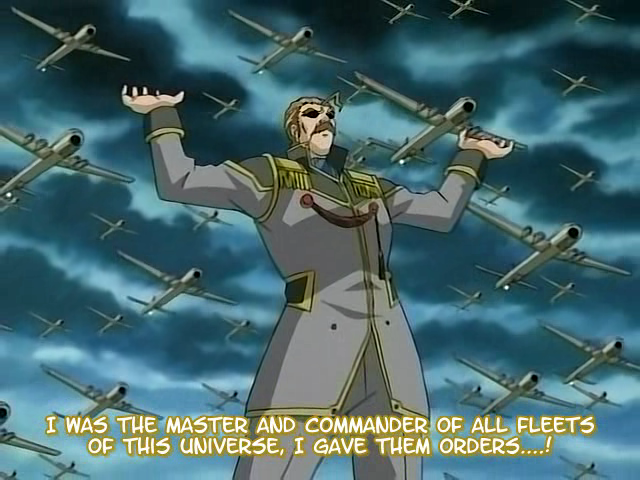 I WAS THE MASTER AND COMMANDER OF ALL FLEETS
OF THIS UNIVERSE, I GAVE THEM ORDERS....!